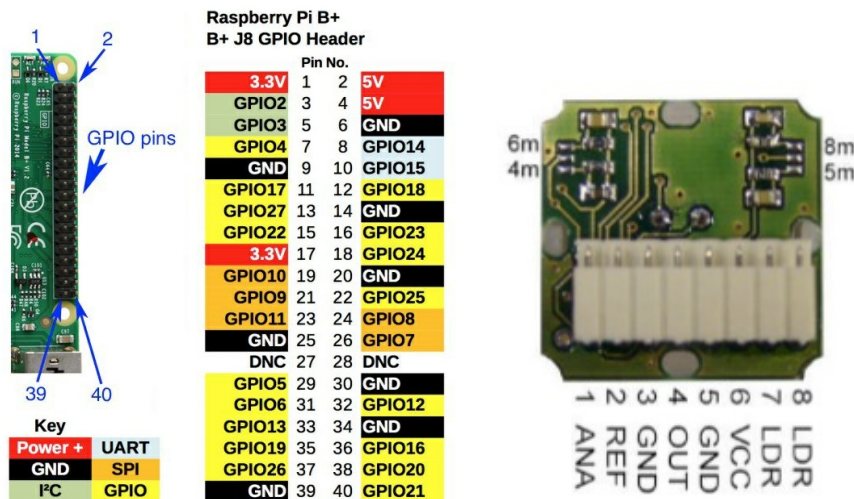 Raspberry Pi B+
B+ J8 GPIO Header
1 2
GPIO pins
39 40
Pin No.
3.3V 1 2 5V
GPIO2 3 4 5V
GPIO3 5 6 GND
GPIO4 7 8 GPIO14
GND 9 10 GPIO15
GPIO17 11 12 GPIO18
GPIO27 13 14 GND
GPIO22 15 16 GPIO23
3.3V 17 18 GPIO24
GPIO10 19 20 GND
GPIO9 21 22 GPIO25
GPIO11 23 24 GPIO8
GND 25 26 GPIO7
DNC 27 28 DNC
GPIO5 29 30 GND
GPIO6 31 32 GPIO12
GPIO13 33 34 GND
GPIO19 35 36 GPIO16
GPIO26 37 38 GPIO20
GND 39 40 GPIO21
Key
Power + UART
GND SPI
I²C GPIO
6m 8m
4m 5m
1 ANA
2 REF
3 GND
4 OUT
5 GND
6 VCC
7 LDR
8 LDR